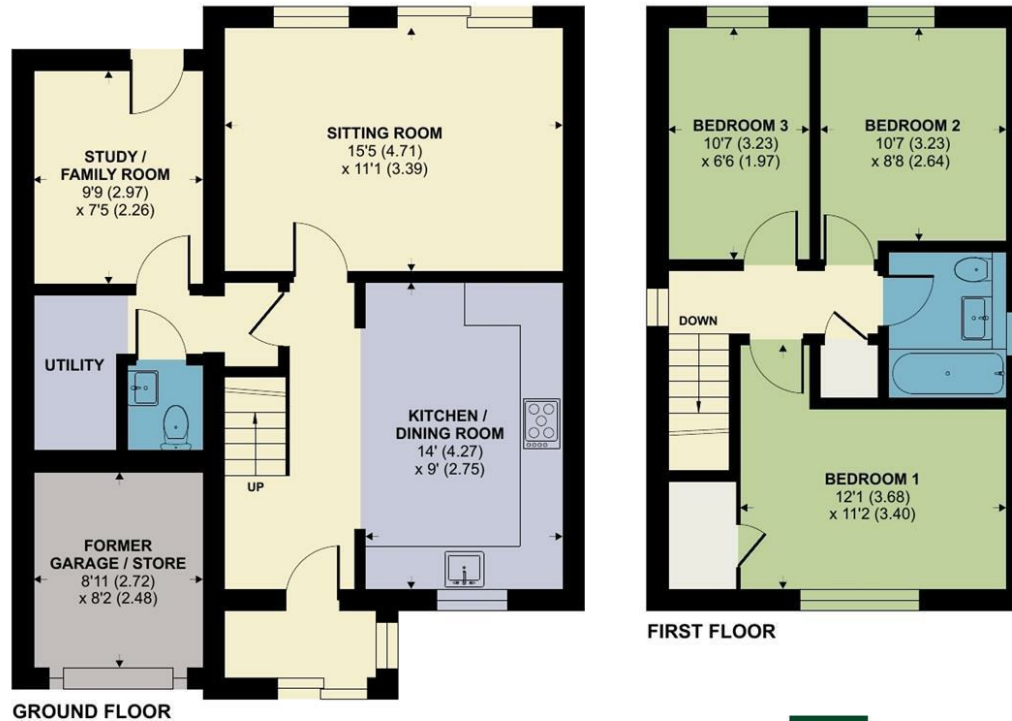 STUDY /
FAMILY ROOM
9'9 (2.97)
x 7'5 (2.26)
SITTING ROOM
15'5 (4.71)
x 11'1 (3.39)
UTILITY
KITCHEN /
DINING ROOM
14' (4.27)
x 9' (2.75)
UP
FORMER
GARAGE / STORE
8'11 (2.72)
x 8'2 (2.48)
GROUND FLOOR
BEDROOM 3
10'7 (3.23)
x 6'6 (1.97)
BEDROOM 2
10'7 (3.23)
x 8'8 (2.64)
DOWN
BEDROOM 1
12'1 (3.68)
x 11'2 (3.40)
FIRST FLOOR